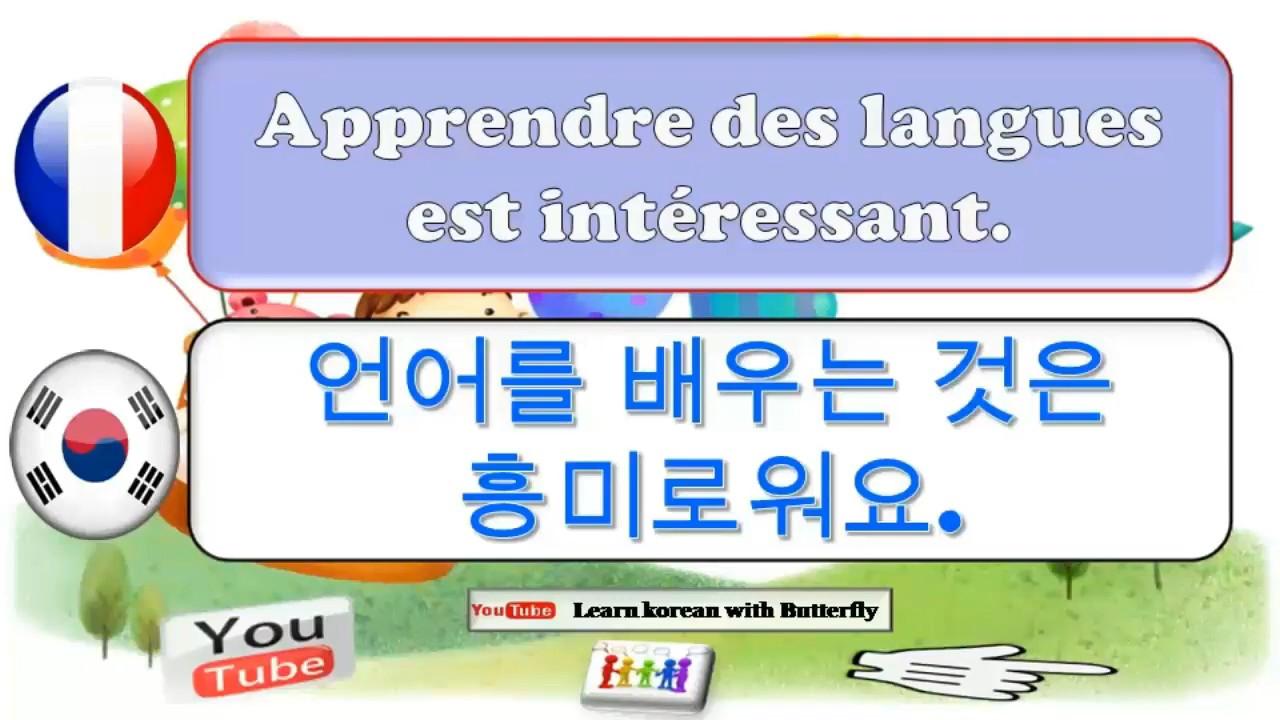 Apprendre des langues
est intéressant.
언어를 배우는 것은
흥미로워요.
YouTube Learn korean with Butterfly
You
Tube